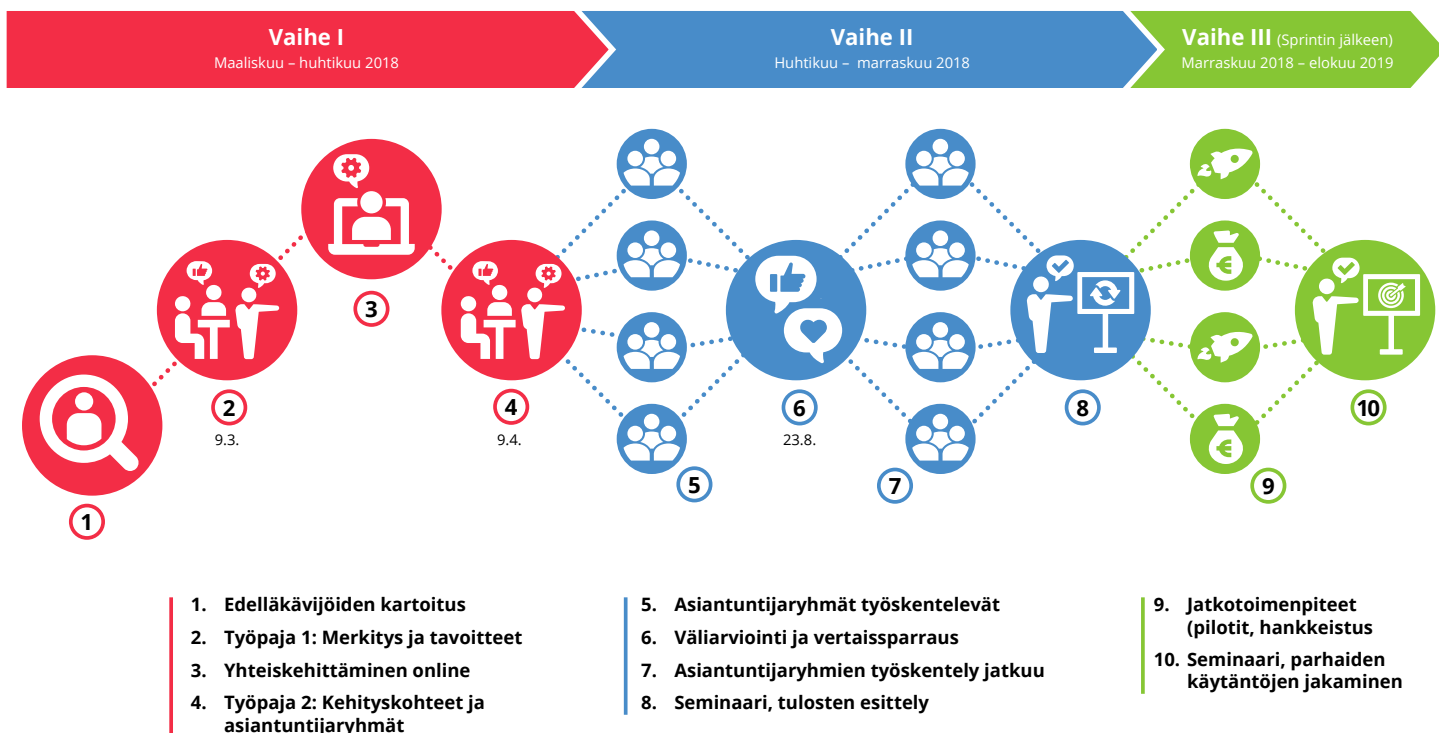 Vaihe I
Maaliskuu – huhtikuu 2018
Vaihe II
Huhtikuu – marraskuu 2018
Vaihe III (Sprintin jälkeen)
Marraskuu 2018 – elokuu 2019
1
2
9.3.
3
4
9.4.
5
6
23.8.
7
8
9
10
€
€
1. Edelläkävijöiden kartoitus
2. Työpaja 1: Merkitys ja tavoitteet
3. Yhteiskehittäminen online
4. Työpaja 2: Kehityskohteet ja
asiantuntijaryhmät
5. Asiantuntijaryhmät työskentelevät
6. Väliarviointi ja vertaissparraus
7. Asiantuntijaryhmien työskentely jatkuu
8. Seminaari, tulosten esittely
9. Jatkotoimenpiteet
(pilotit, hankkeistus
10. Seminaari, parhaiden
käytäntöjen jakaminen